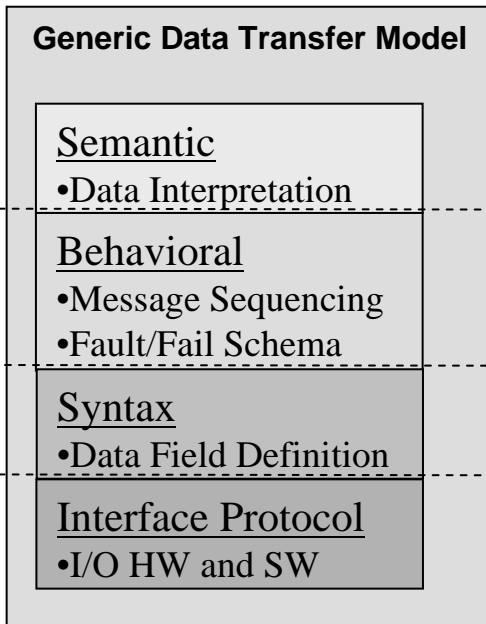 Generic Data Transfer Model
Semantic
•Data Interpretation
Behavioral
•Message Sequencing
•Fault/Fail Schema
Syntax
•Data Field Definition
Interface Protocol
•I/O HW and SW